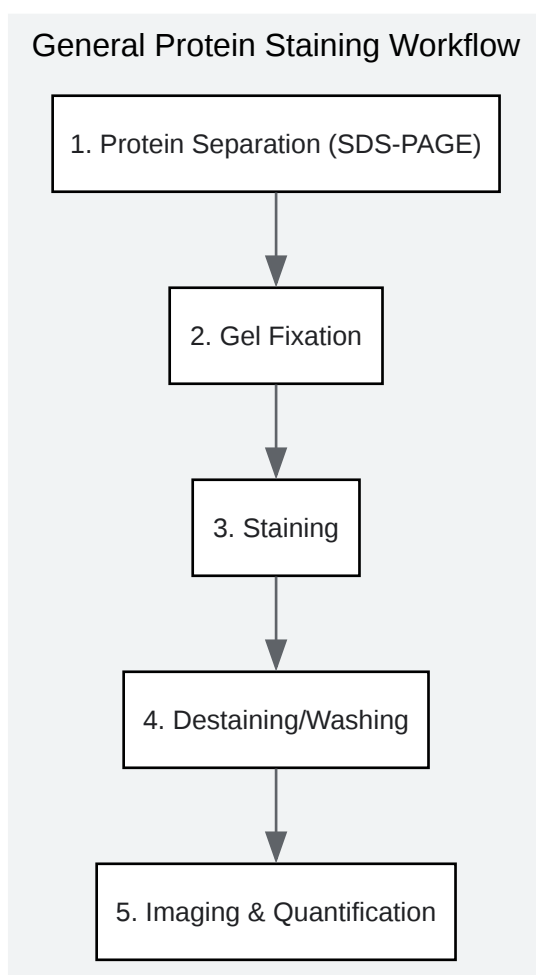 General Protein Staining Workflow
1. Protein Separation (SDS-PAGE)
2. Gel Fixation
3. Staining
4. Destaining/Washing
5. Imaging & Quantification